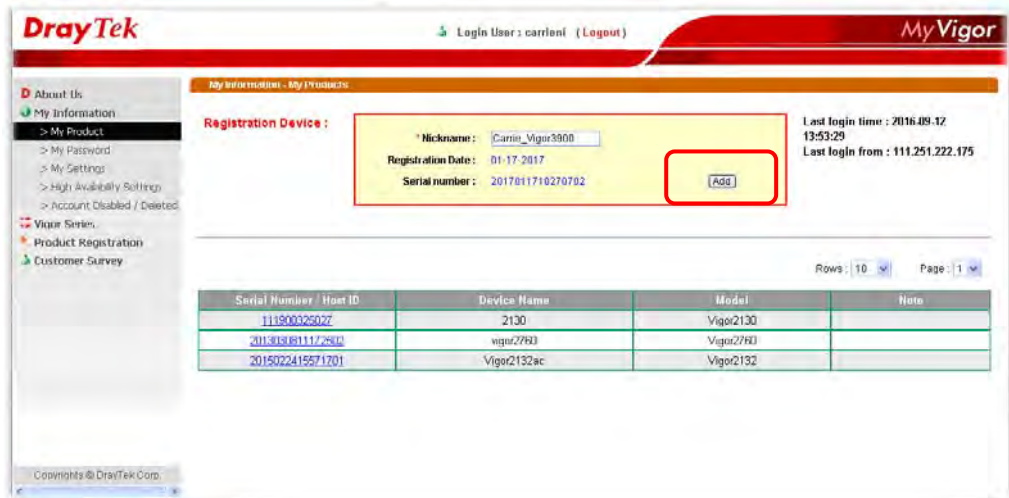 DrayTek
Login User : carrieni (Logout)
MyVigor
About Us
My Information
> My Product
> My Password
> My Settings
> High Availability Settings
> Account Disabled / Deleted
Vigor Series
Product Registration
Customer Survey
Copyrights © DrayTek Corp.
My Information - My Products
Registration Device :
*Nickname : Carrie_Vigor3900
Registration Date : 01-17-2017
Serial number : 2017011710270702
Add
Last login time : 2016-09-12
13:53:29
Last login from : 111.251.222.175
Rows : 10 Page : 1
Serial Number / Host ID Device Name Model Note
111900325027 2130 Vigor2130
2013030811172602 vigor2760 Vigor2760
2015022415571701 Vigor2132ac Vigor2132